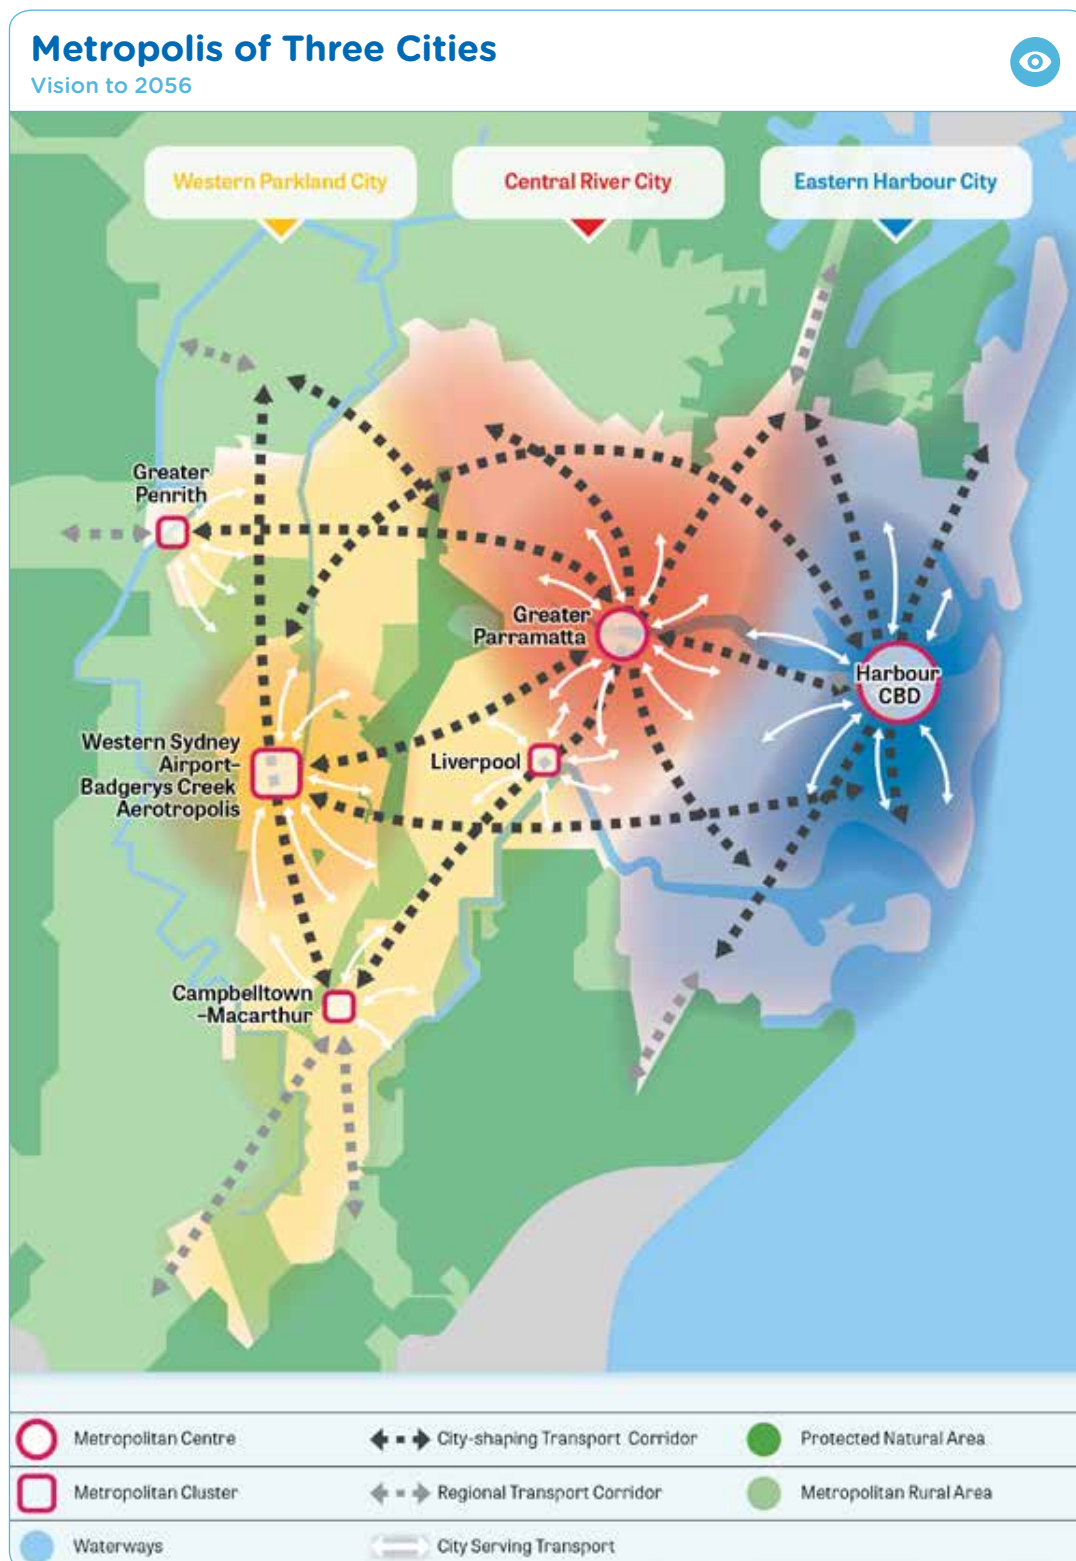 Metropolis of Three Cities
Vision to 2056
Western Parkland City
Central River City
Eastern Harbour City
Greater
Penrith
Greater
Parramatta
Harbour
CBD
Western Sydney
Airport–
Badgerys Creek
Aerotropolis
Liverpool
Campbelltown
–Macarthur
Metropolitan Centre
City-shaping Transport Corridor
Protected Natural Area
Metropolitan Cluster
Regional Transport Corridor
Metropolitan Rural Area
Waterways
City Serving Transport